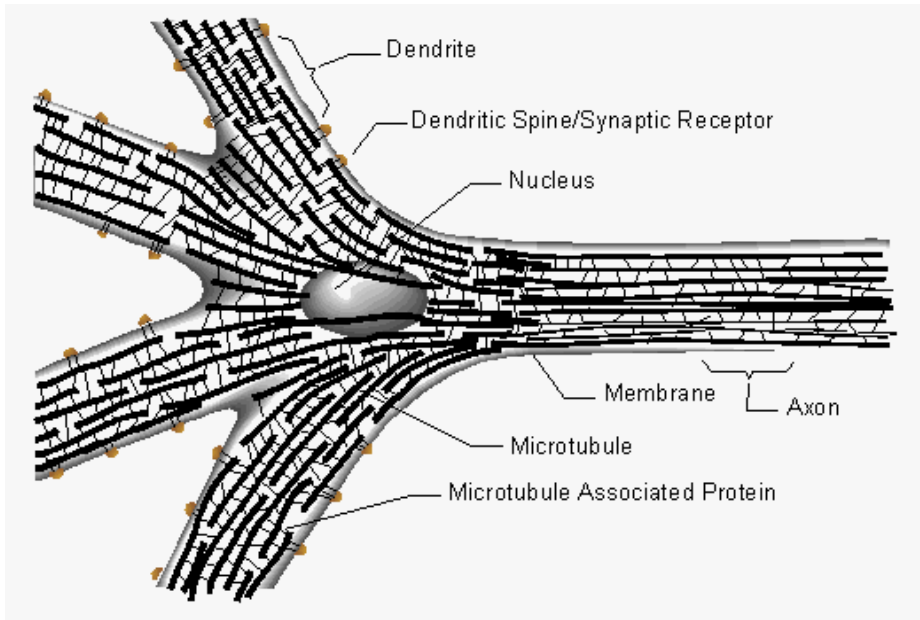 Dendrite
Dendritic Spine/Synaptic Receptor
Nucleus
Membrane
Axon
Microtubule
Microtubule Associated Protein